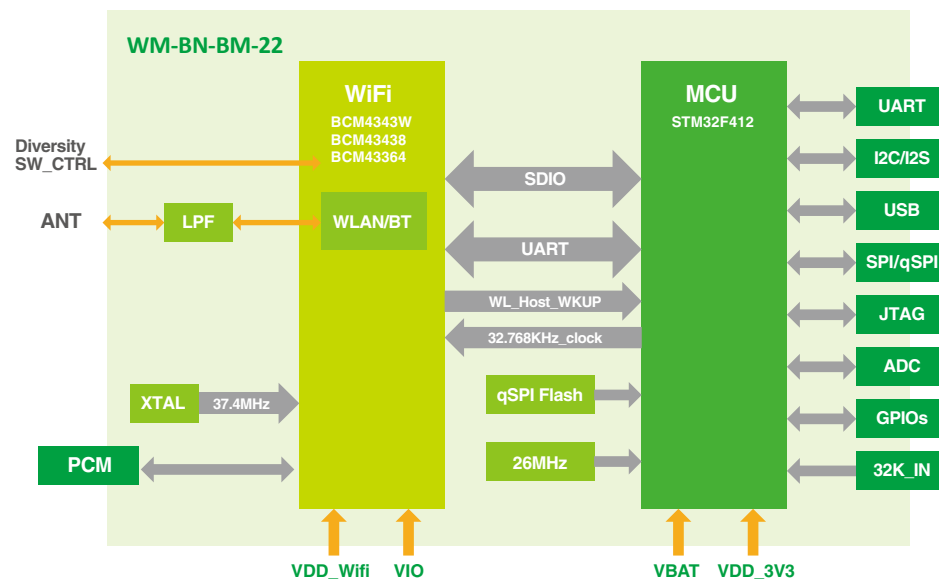 WM-BN-BM-22
WiFi
BCM4343W
BCM43438
BCM43364
MCU
STM32F412
Diversity
SW_CTRL
ANT
LPF
WLAN/BT
SDIO
UART
WL_Host_WKUP
32.768KHz_clock
XTAL
37.4MHz
PCM
qSPI Flash
26MHz
UART
I2C/I2S
USB
SPI/qSPI
JTAG
ADC
GPIOs
32K_IN
VDD_Wifi
VIO
VBAT
VDD_3V3